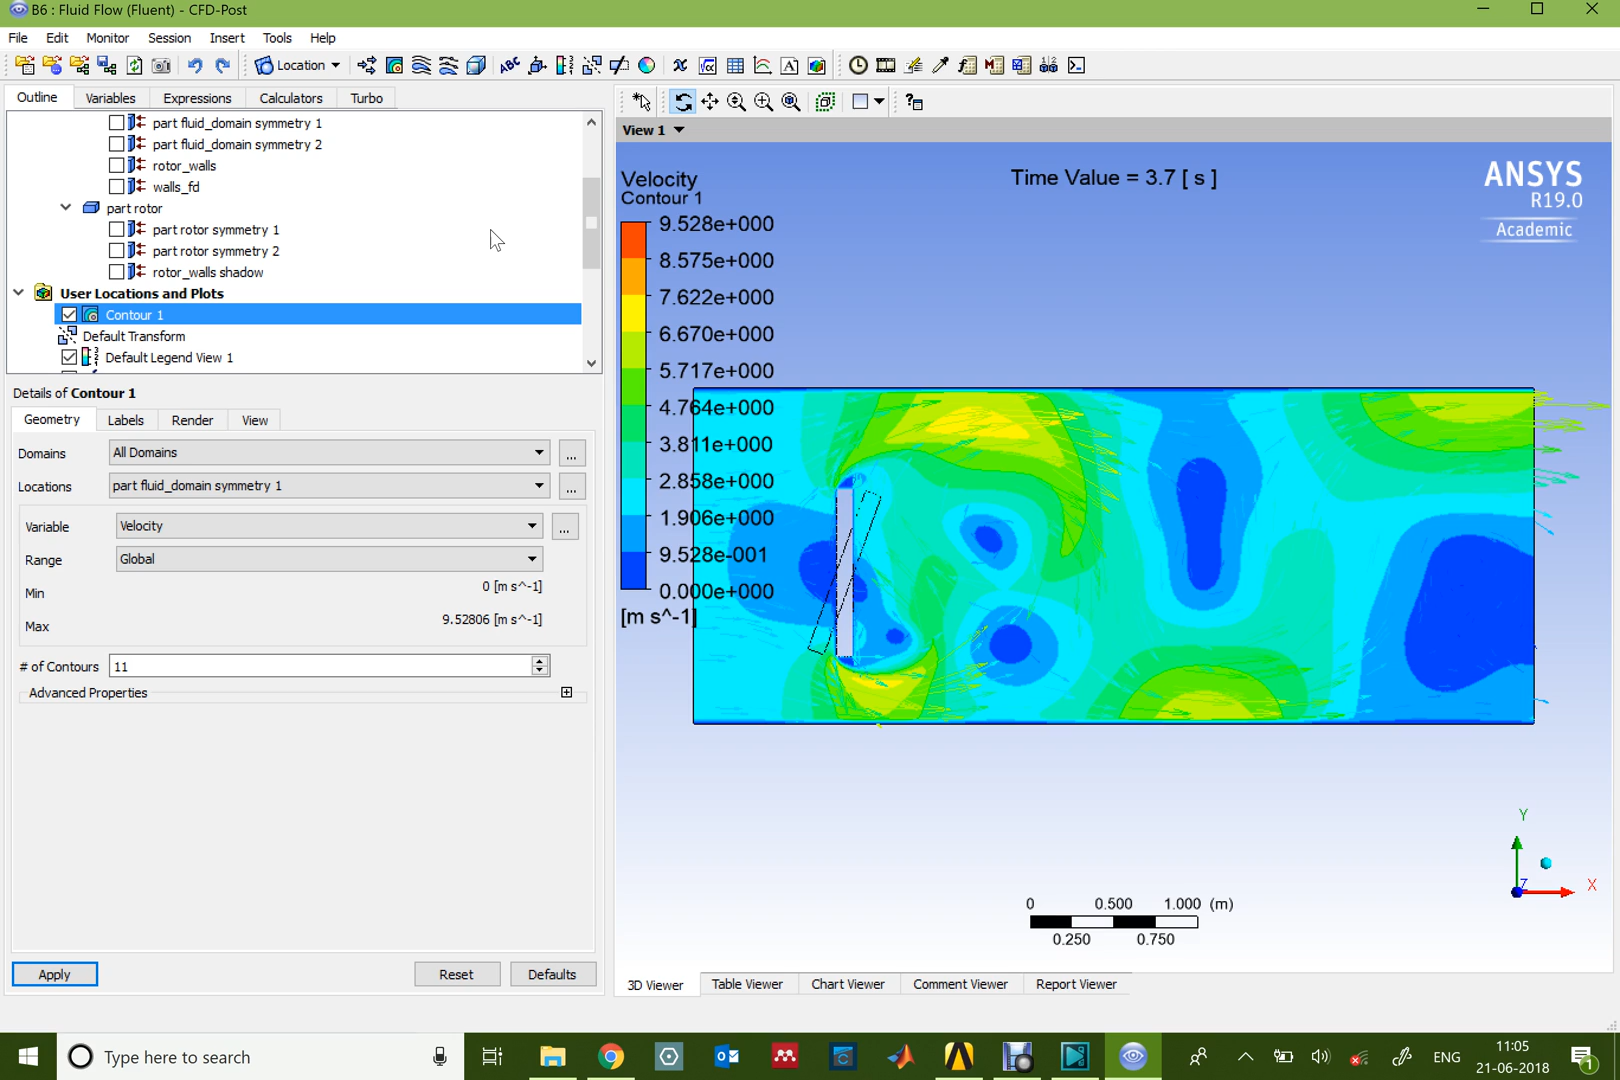 B6 : Fluid Flow (Fluent) - CFD-Post
File Edit Monitor Session Insert Tools Help
Location
Outline Variables Expressions Calculators Turbo
part fluid_domain symmetry 1
part fluid_domain symmetry 2
rotor_walls
walls_fd
part rotor
part rotor symmetry 1
part rotor symmetry 2
rotor_walls shadow
User Locations and Plots
Contour 1
Default Transform
Default Legend View 1
Details of Contour 1
Geometry Labels Render View
Domains All Domains ...
Locations part fluid_domain symmetry 1 ...
Variable Velocity ...
Range Global
Min 0 [m s^-1]
Max 9.52806 [m s^-1]
# of Contours 11
Advanced Properties
Apply Reset Defaults
View 1
Velocity
Contour 1
9.528e+000
8.575e+000
7.622e+000
6.670e+000
5.717e+000
4.764e+000
3.811e+000
2.858e+000
1.906e+000
9.528e-001
0.000e+000
[m s^-1]
Time Value = 3.7 [ s ]
ANSYS
R19.0
Academic
Y
Z X
0 0.500 1.000 (m)
0.250 0.750
3D Viewer Table Viewer Chart Viewer Comment Viewer Report Viewer
Type here to search
ENG
11:05
21-06-2018
1